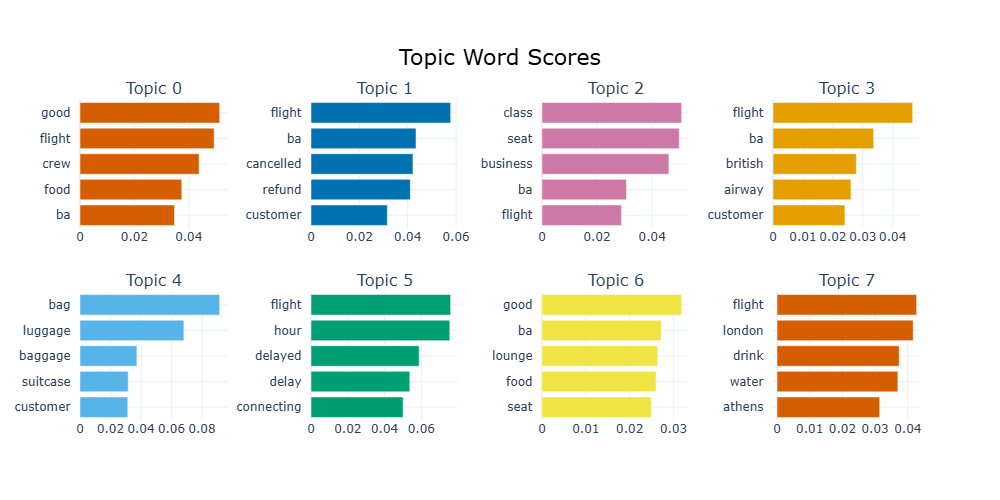 Topic Word Scores
Topic 0
good
flight
crew
food
ba
0 0.02 0.04
Topic 1
flight
ba
cancelled
refund
customer
0 0.02 0.04 0.06
Topic 2
class
seat
business
ba
flight
0 0.02 0.04
Topic 3
flight
ba
british
airway
customer
0 0.01 0.02 0.03 0.04
Topic 4
bag
luggage
baggage
suitcase
customer
0 0.02 0.04 0.06 0.08
Topic 5
flight
hour
delayed
delay
connecting
0 0.02 0.04 0.06
Topic 6
good
ba
lounge
food
seat
0 0.01 0.02 0.03
Topic 7
flight
london
drink
water
athens
0 0.01 0.02 0.03 0.04